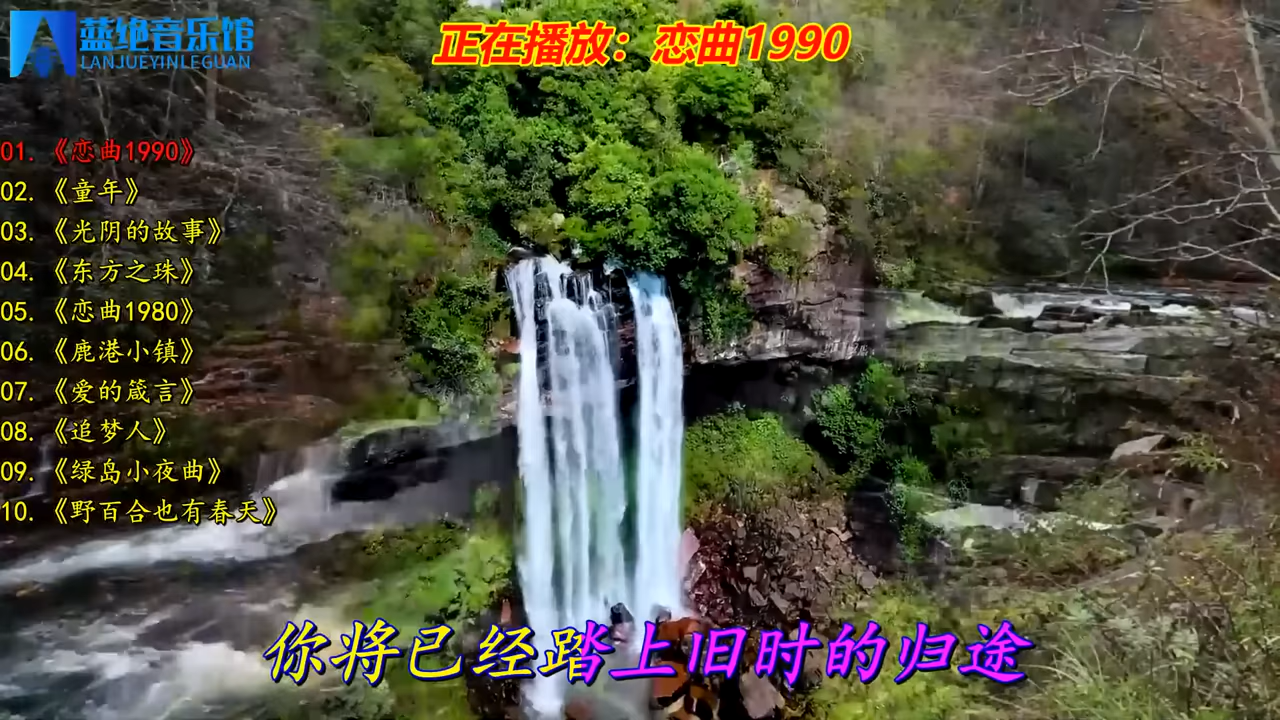 蓝绝音乐馆
LANJUEYINLEGUAN
正在播放：恋曲1990
01.《恋曲1990》
02.《童年》
03.《光阴的故事》
04.《东方之珠》
05.《恋曲1980》
06.《鹿港小镇》
07.《爱的箴言》
08.《追梦人》
09.《绿岛小夜曲》
10.《野百合也有春天》
你将已经踏上旧时的归途